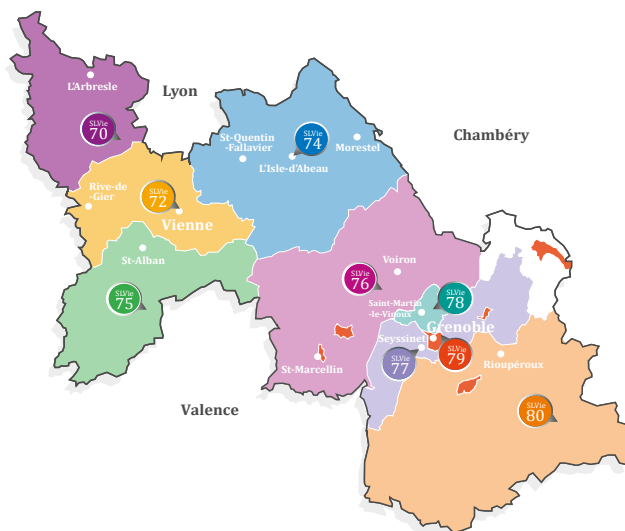 L'Arbresle
Lyon
SLVie
70
St-Quentin
-Fallavier
SLVie
74
Morestel
L'Isle-d'Abeau
Chambéry
Rive-de
-Gier
SLVie
72
Vienne
St-Alban
SLVie
75
Voiron
SLVie
76
Saint-Martin
-le-Vinoux
SLVie
78
Grenoble
Seyssinet
SLVie
77
SLVie
79
Rioupéroux
St-Marcellin
Valence
SLVie
80